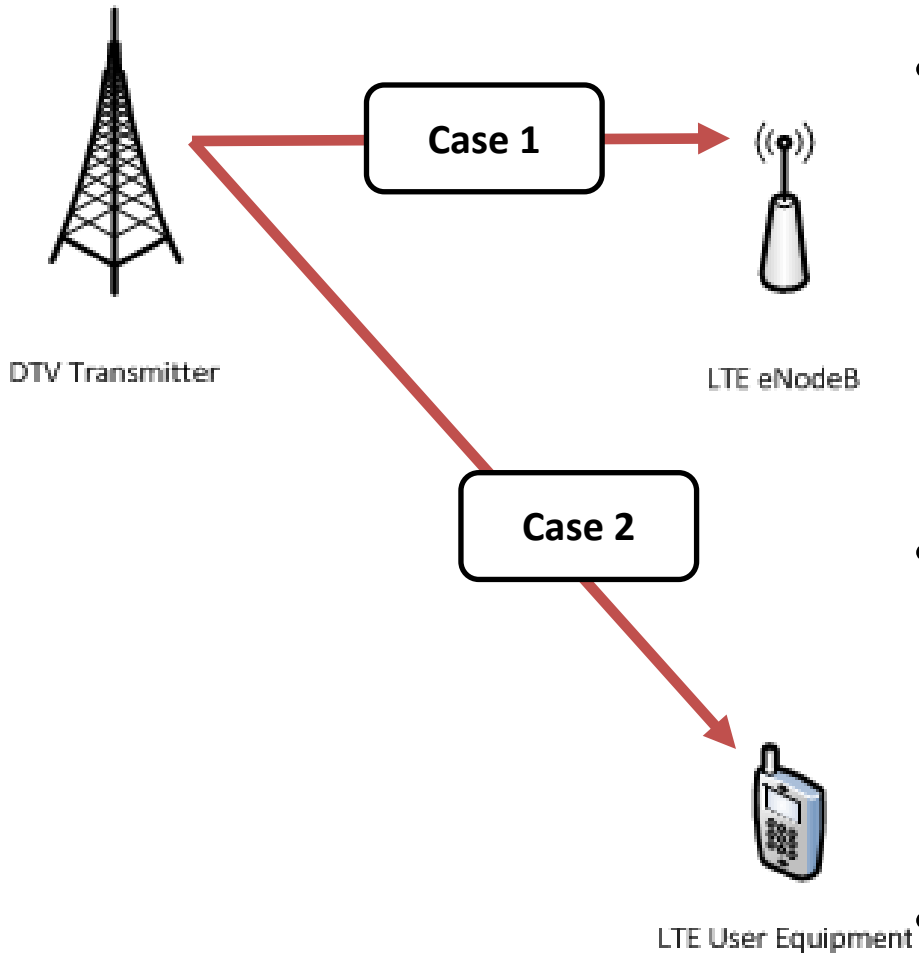 Case 1
DTV Transmitter
LTE eNodeB
Case 2
LTE User Equipment